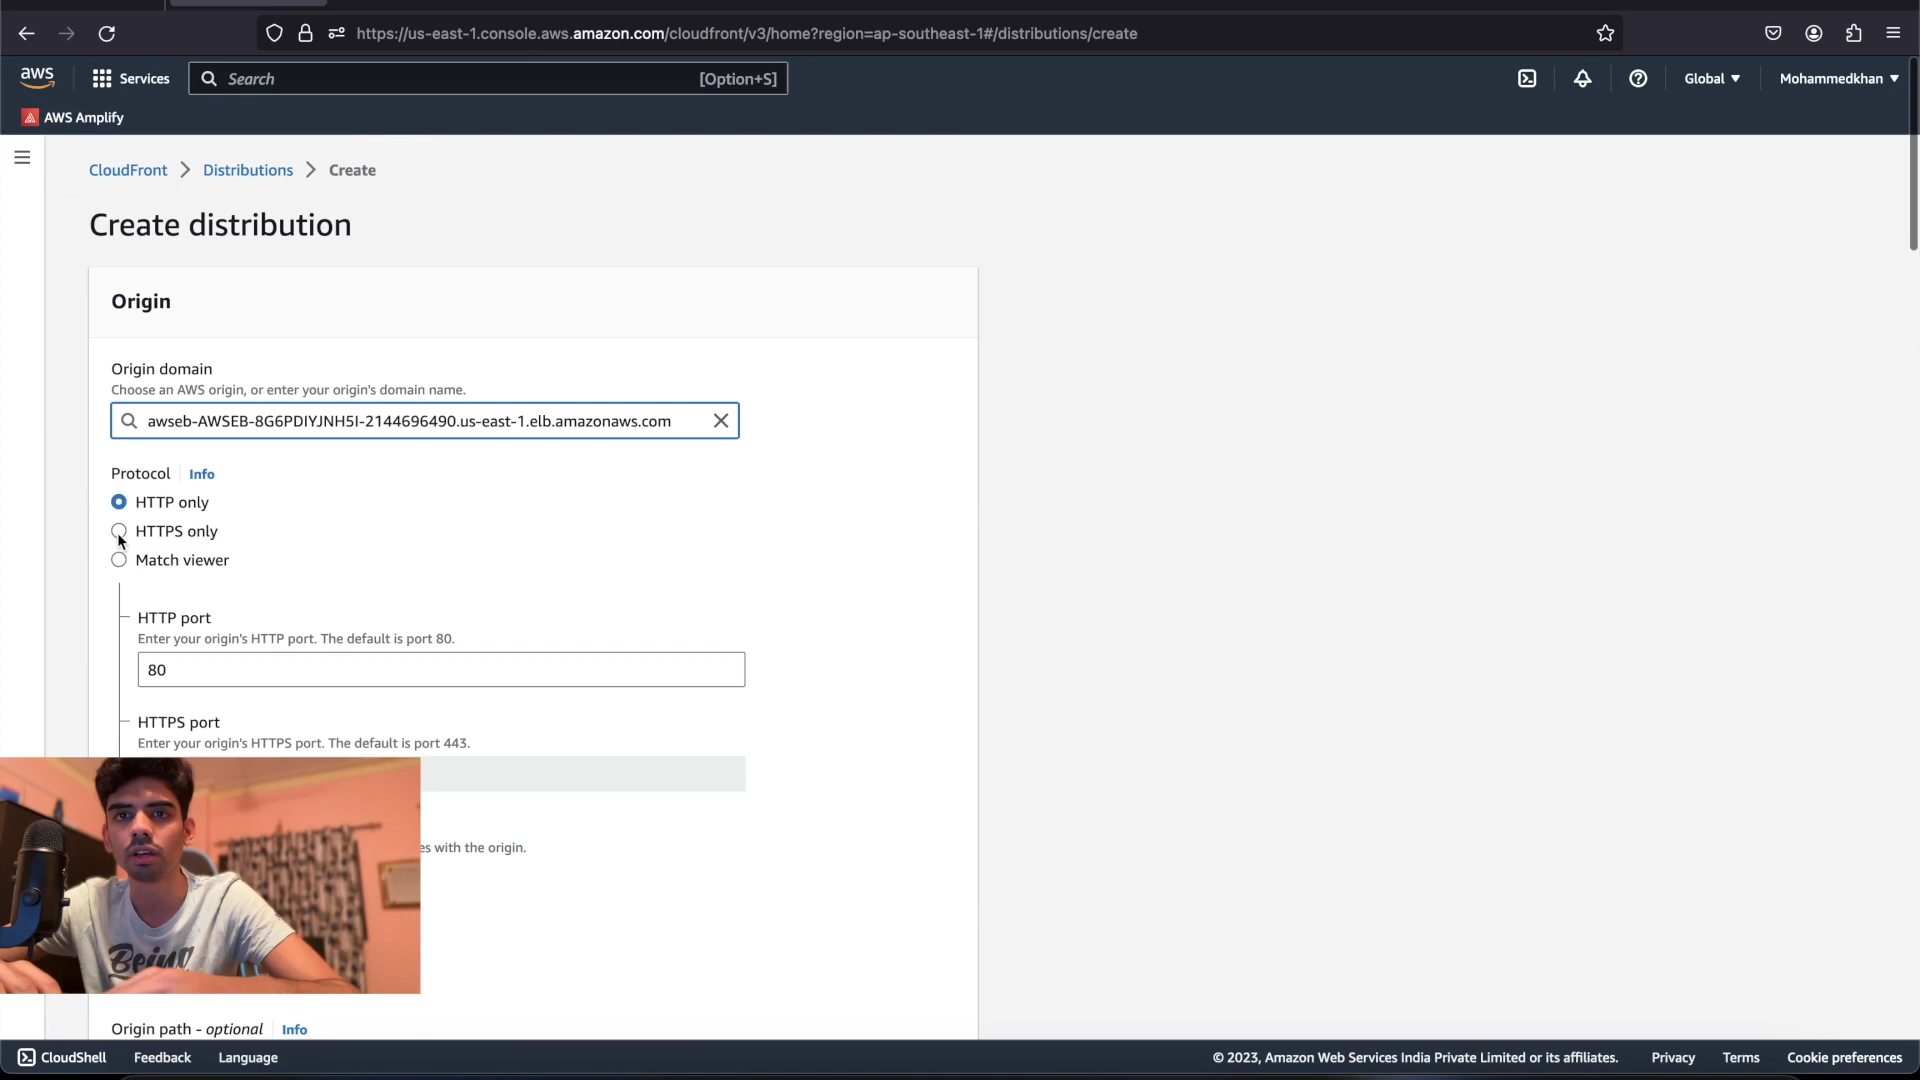 https://us-east-1.console.aws.amazon.com/cloudfront/v3/home?region=ap-southeast-1#/distributions/create
aws Services Search [Option+S] Global Mohammedkhan
AWS Amplify
CloudFront Distributions Create
Create distribution
Origin
Origin domain
Choose an AWS origin, or enter your origin's domain name.
awseb-AWSEB-8G6PDIYJNH5I-2144696490.us-east-1.elb.amazonaws.com
Protocol Info
HTTP only
HTTPS only
Match viewer
HTTP port
Enter your origin's HTTP port. The default is port 80.
80
HTTPS port
Enter your origin's HTTPS port. The default is port 443.
with the origin.
Being
Origin path - optional Info
CloudShell Feedback Language © 2023, Amazon Web Services India Private Limited or its affiliates. Privacy Terms Cookie preferences